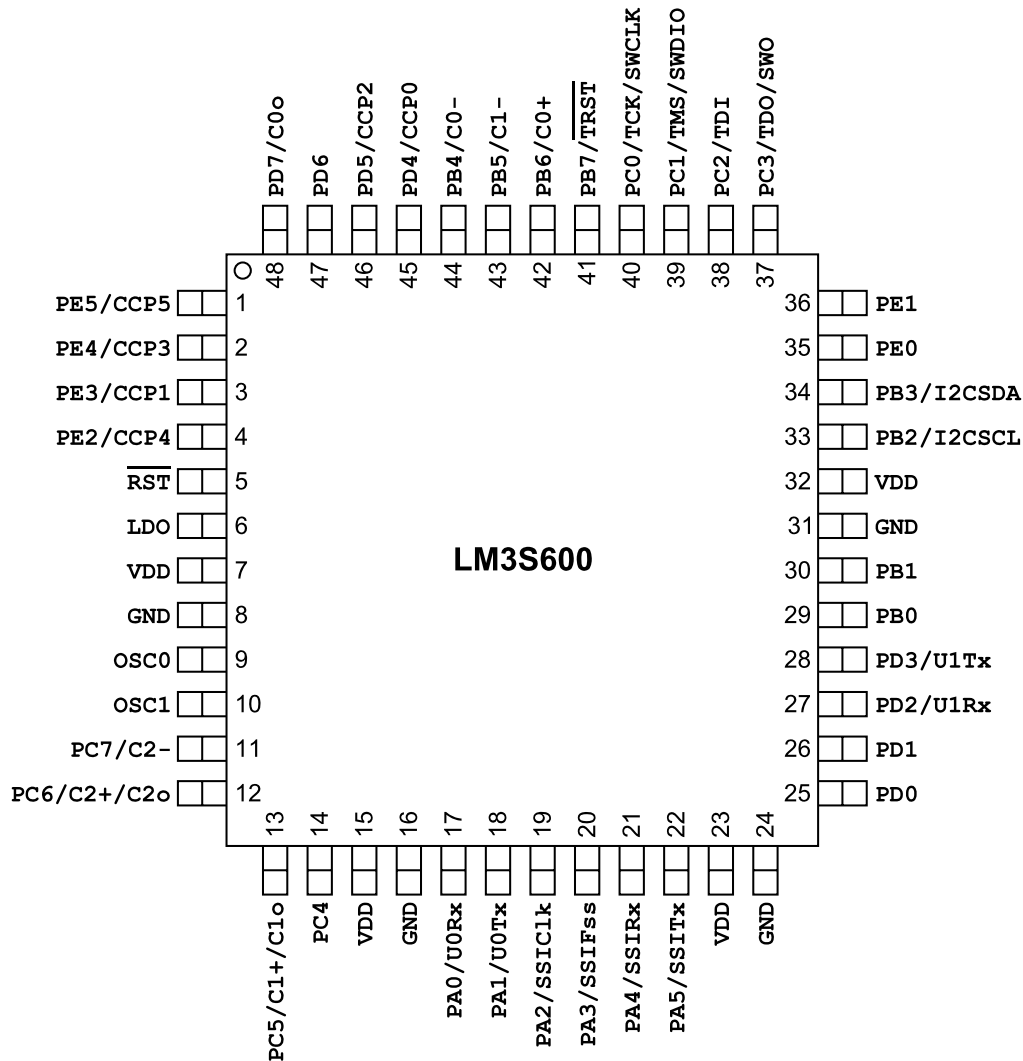 PD7/C0o
PD6
PD5/CCP2
PD4/CCP0
PB4/C0-
PB5/C1-
PB6/C0+
PB7/TRST
PC0/TCK/SWCLK
PC1/TMS/SWDIO
PC2/TDI
PC3/TDO/SWO
48
47
46
45
44
43
42
41
40
39
38
37
PE5/CCP5 1
PE4/CCP3 2
PE3/CCP1 3
PE2/CCP4 4
RST 5
LDO 6
VDD 7
GND 8
OSC0 9
OSC1 10
PC7/C2- 11
PC6/C2+/C2o 12
LM3S600
36 PE1
35 PE0
34 PB3/I2CSDA
33 PB2/I2CSCL
32 VDD
31 GND
30 PB1
29 PB0
28 PD3/U1Tx
27 PD2/U1Rx
26 PD1
25 PD0
13
14
15
16
17
18
19
20
21
22
23
24
PC5/C1+/C1o
PC4
VDD
GND
PA0/U0Rx
PA1/U0Tx
PA2/SSIClk
PA3/SSIFss
PA4/SSIRx
PA5/SSITx
VDD
GND